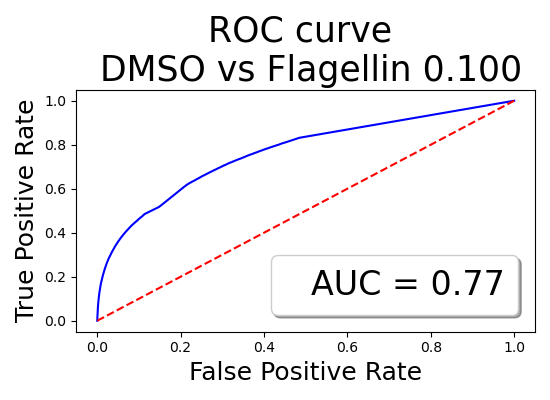 ROC curve
DMSO vs Flagellin 0.100
True Positive Rate
1.0
0.8
0.6
0.4
0.2
0.0
AUC = 0.77
0.0 0.2 0.4 0.6 0.8 1.0
False Positive Rate